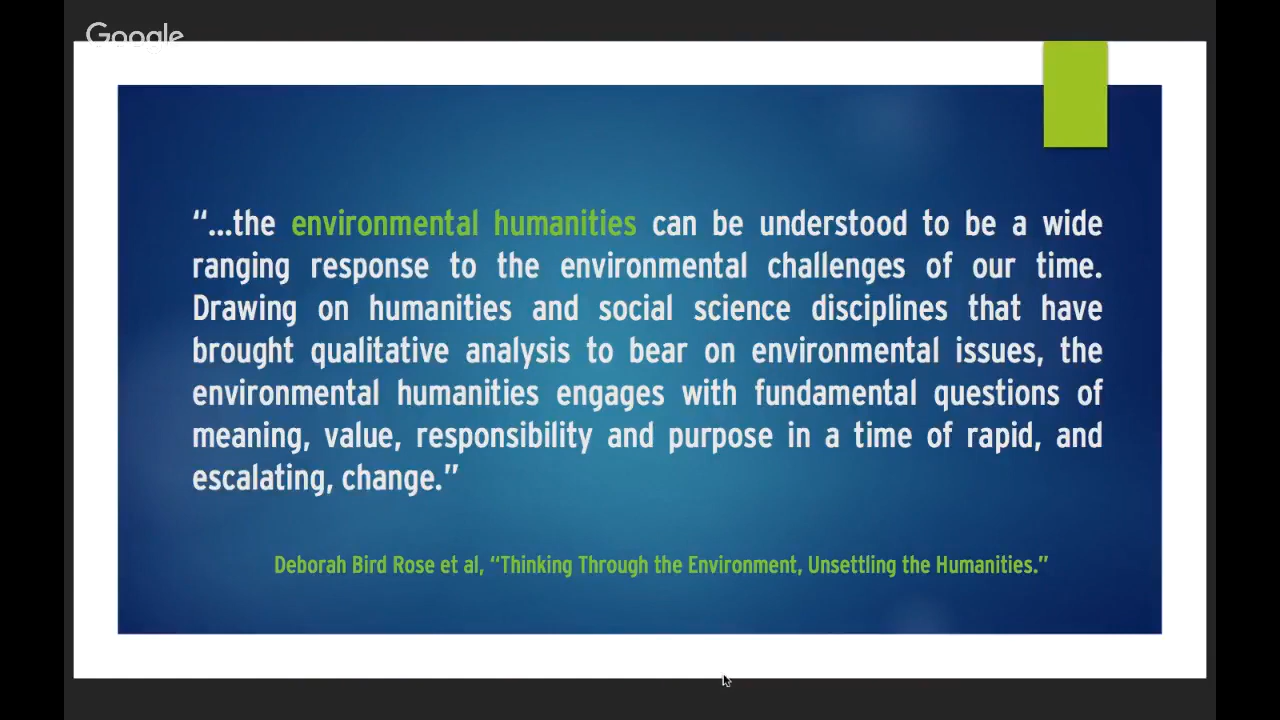 Google
“...the environmental humanities can be understood to be a wide
ranging response to the environmental challenges of our time.
Drawing on humanities and social science disciplines that have
brought qualitative analysis to bear on environmental issues, the
environmental humanities engages with fundamental questions of
meaning, value, responsibility and purpose in a time of rapid, and
escalating, change.”
Deborah Bird Rose et al, “Thinking Through the Environment, Unsettling the Humanities.”